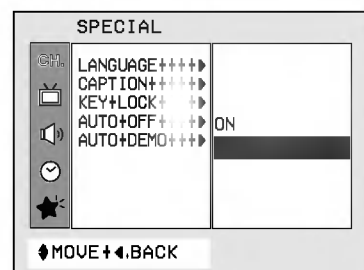 SPECIAL
CH.
LANGUAGE
CAPTION
KEY LOCK
AUTO OFF
AUTO DEMO
ON
MOVE ◀.BACK